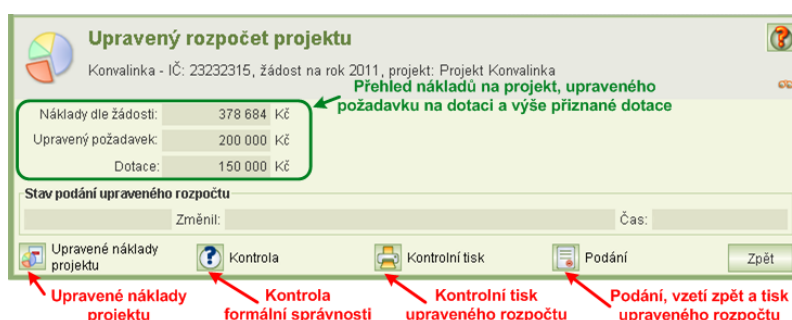 Upravený rozpočet projektu
Konvalinka - IČ: 23232315, žádost na rok 2011, projekt: Projekt Konvalinka
Přehled nákladů na projekt, upraveného
požadavku na dotaci a výše přiznané dotace
Náklady dle žádosti: 378 684 Kč
Upravený požadavek: 200 000 Kč
Dotace: 150 000 Kč
Stav podání upraveného rozpočtu
Změnil: Čas:
Upravené náklady
projektu
Kontrola
Kontrolní tisk
Podání
Zpět
Upravené náklady
projektu
Kontrola
formální správnosti
Kontrolní tisk
upraveného rozpočtu
Podání, vzetí zpět a tisk
upraveného rozpočtu